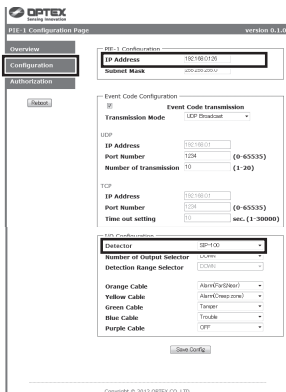 OPTEX
Sensing Innovation
PIE-1 Configuration Page version 0.1.0
Overview
Configuration
Authorization
Reboot
PIE-1 Configuration
IP Address 192.168.0.126
Subnet Mask 255.255.255.0
Event Code Configuration
Event Code transmission
Transmission Mode UDP Broadcast
UDP
IP Address 192.168.0.1
Port Number 1234 (0-65535)
Number of transmission 10 (1-20)
TCP
IP Address 192.168.0.1
Port Number 1234 (0-65535)
Time out setting 10 sec. (1-30000)
I/O Configuration
Detector SIP-100
Number of Output Selector DOWN
Detection Range Selector DOWN
Orange Cable Alarm(Far&Near)
Yellow Cable Alarm(Creep zone)
Green Cable Tamper
Blue Cable Trouble
Purple Cable OFF
Save Config
Copyright © 2012 OPTEX CO.,LTD.